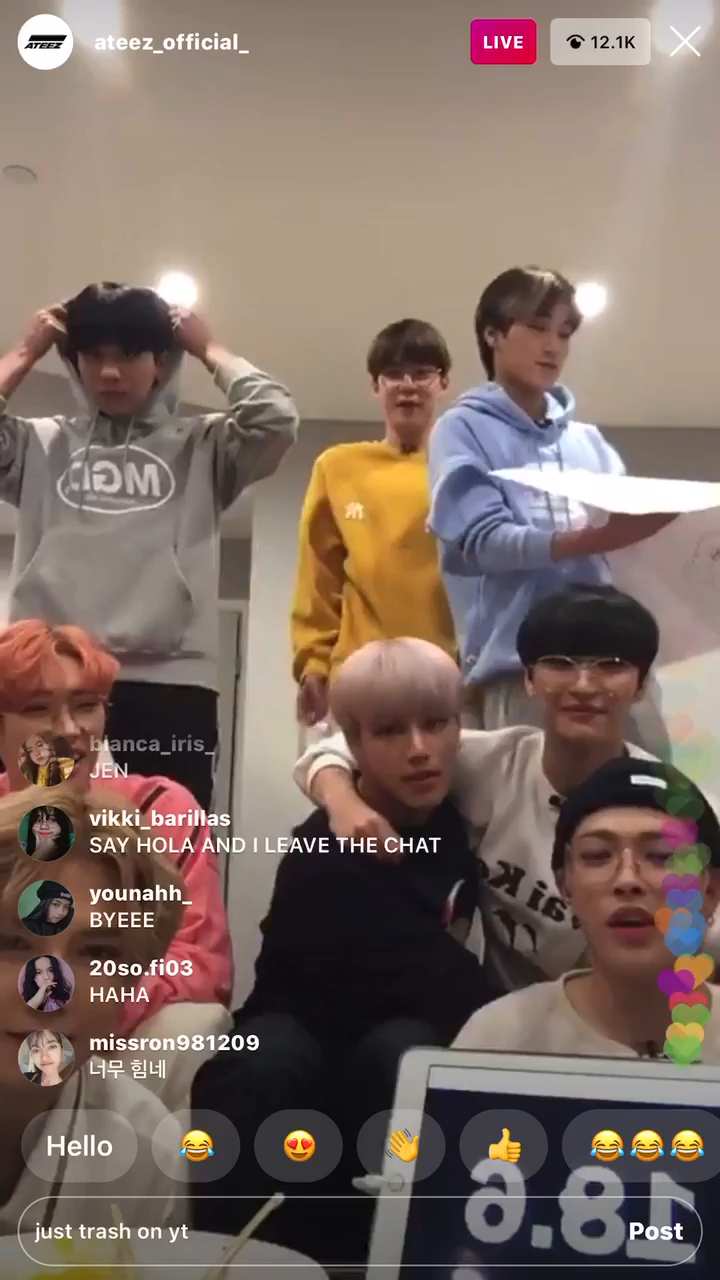 ATEEZ
ateez_official_
LIVE
12.1K
MGD
bianca_iris_
JEN
vikki_barillas
SAY HOLA AND I LEAVE THE CHAT
younahh_
BYEEE
20so.fi03
HAHA
missron981209
너무 힘네
Hello 😂 😍 👋 👍 😂😂😂
18.6
just trash on yt
Post